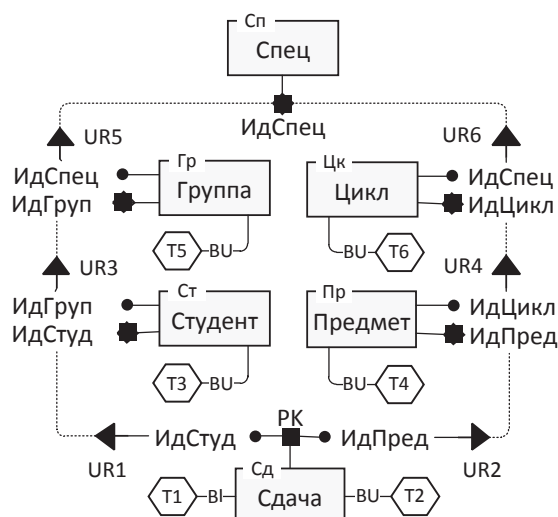 Сп
Спец
ИдСпец
UR5
UR6
Гр
Группа
Цк
Цикл
ИдСпец
ИдГруп
ИдСпец
ИдЦикл
T5
BU
BU
T6
UR3
UR4
Ст
Студент
Пр
Предмет
ИдГруп
ИдСтуд
ИдЦикл
ИдПред
T3
BU
BU
T4
PK
ИдСтуд
ИдПред
UR1
UR2
Сд
Сдача
T1
BI
BU
T2